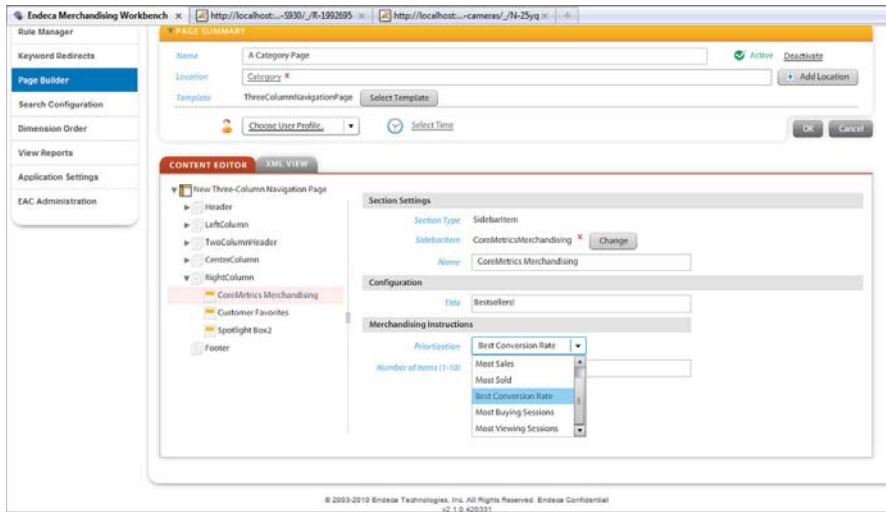 Endeca Merchandising Workbench × http://localhost:...-5930/_/R-1992695 × http://localhost:...-cameras/_/N-25yq ×
Rule Manager
Keyword Redirects
Page Builder
Search Configuration
Dimension Order
View Reports
Application Settings
EAC Administration
PAGE SUMMARY
Name A Category Page Active Deactivate
Location Category × Add Location
Template ThreeColumnNavigationPage Select Template
Choose User Profile... Select Time OK Cancel
CONTENT EDITOR XML VIEW
New Three-Column Navigation Page
Header
LeftColumn
TwoColumnHeader
CenterColumn
RightColumn
CoreMetrics Merchandising
Customer Favorites
Spotlight Box2
Footer
Section Settings
Section Type SidebarItem
SidebarItem CoreMetricsMerchandising × Change
Name CoreMetrics Merchandising
Configuration
Title Bestsellers!
Merchandising Instructions
Prioritization Best Conversion Rate
Number of items (1-10)
Most Sales
Most Sold
Best Conversion Rate
Most Buying Sessions
Most Viewing Sessions
© 2003-2010 Endeca Technologies, Inc. All Rights Reserved. Endeca Confidential
v2.1.0.420331